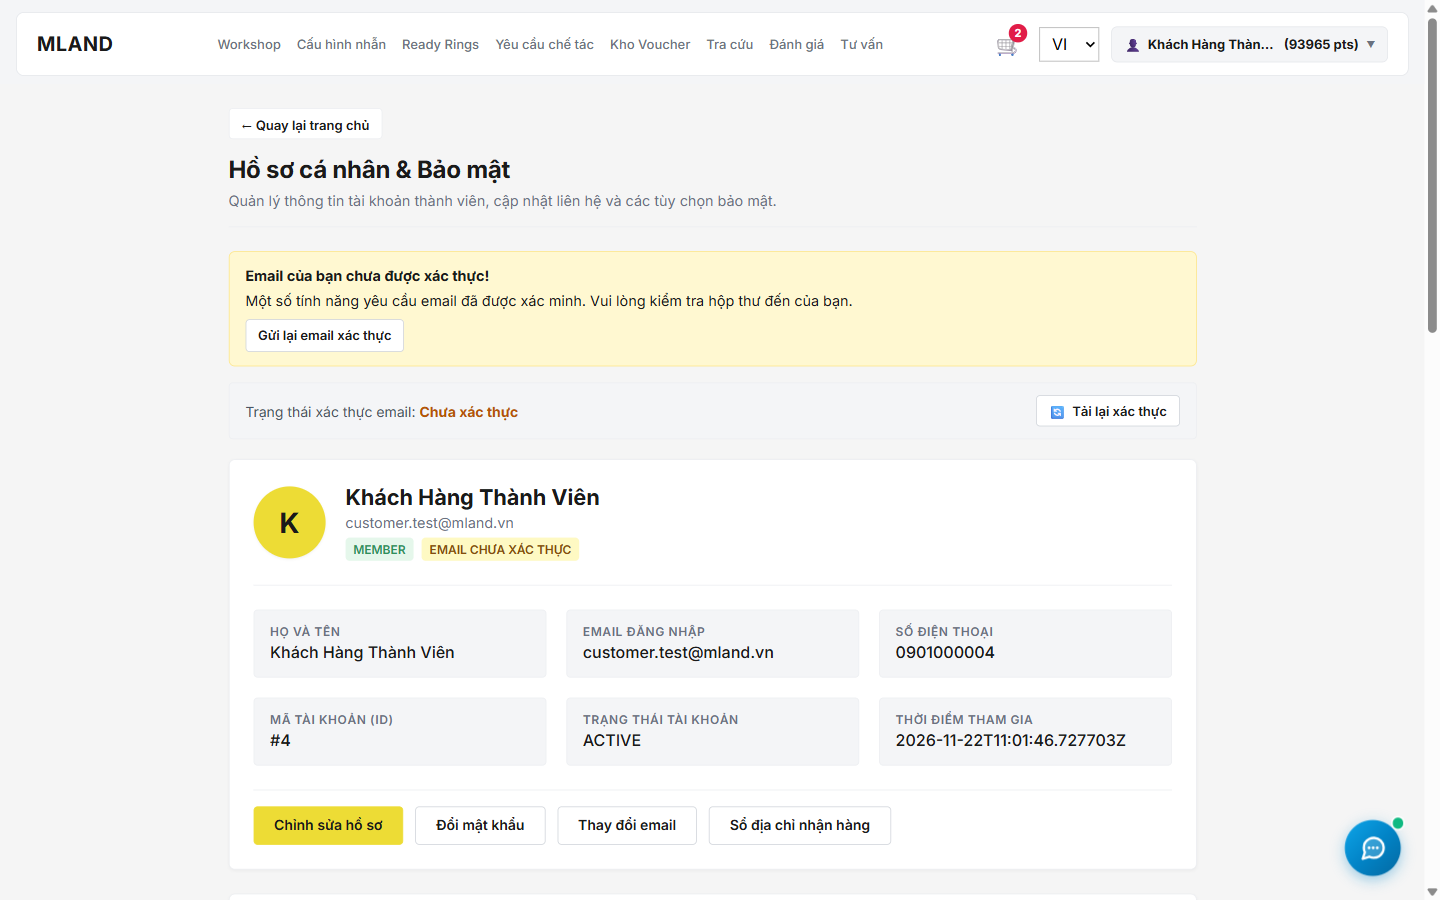 MLAND
Workshop
Cấu hình nhẫn
Ready Rings
Yêu cầu chế tác
Kho Voucher
Tra cứu
Đánh giá
Tư vấn
2
VI
Khách Hàng Thàn... (93965 pts) ▼
← Quay lại trang chủ
Hồ sơ cá nhân & Bảo mật
Quản lý thông tin tài khoản thành viên, cập nhật liên hệ và các tùy chọn bảo mật.
Email của bạn chưa được xác thực!
Một số tính năng yêu cầu email đã được xác minh. Vui lòng kiểm tra hộp thư đến của bạn.
Gửi lại email xác thực
Trạng thái xác thực email: Chưa xác thực
Tải lại xác thực
K
Khách Hàng Thành Viên
customer.test@mland.vn
MEMBER
EMAIL CHƯA XÁC THỰC
HỌ VÀ TÊN
Khách Hàng Thành Viên
EMAIL ĐĂNG NHẬP
customer.test@mland.vn
SỐ ĐIỆN THOẠI
0901000004
MÃ TÀI KHOẢN (ID)
#4
TRẠNG THÁI TÀI KHOẢN
ACTIVE
THỜI ĐIỂM THAM GIA
2026-11-22T11:01:46.727703Z
Chỉnh sửa hồ sơ
Đổi mật khẩu
Thay đổi email
Sổ địa chỉ nhận hàng